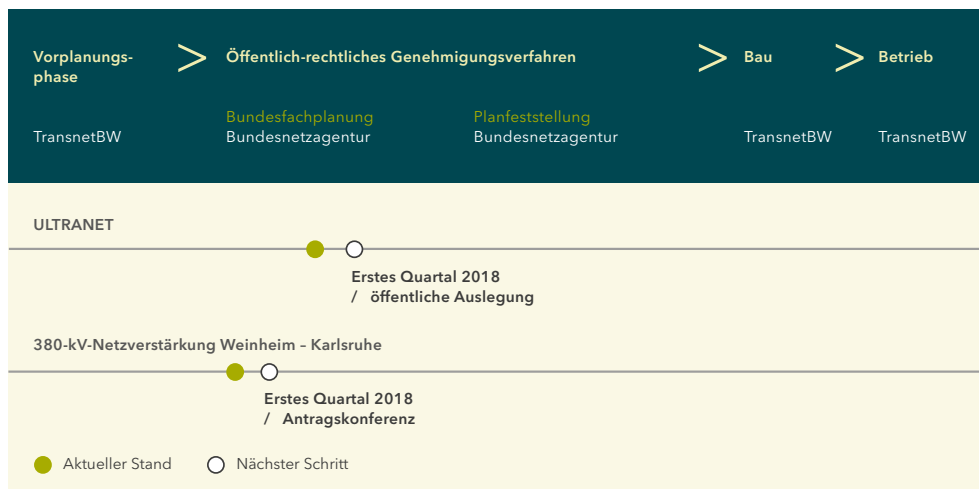 Vorplanungs-
phase
> Öffentlich-rechtliches Genehmigungsverfahren
> Bau
> Betrieb
TransnetBW
Bundesfachplanung
Bundesnetzagentur
Planfeststellung
Bundesnetzagentur
TransnetBW
TransnetBW
ULTRANET
Erstes Quartal 2018
/ öffentliche Auslegung
380-kV-Netzverstärkung Weinheim – Karlsruhe
Erstes Quartal 2018
/ Antragskonferenz
Aktueller Stand
Nächster Schritt